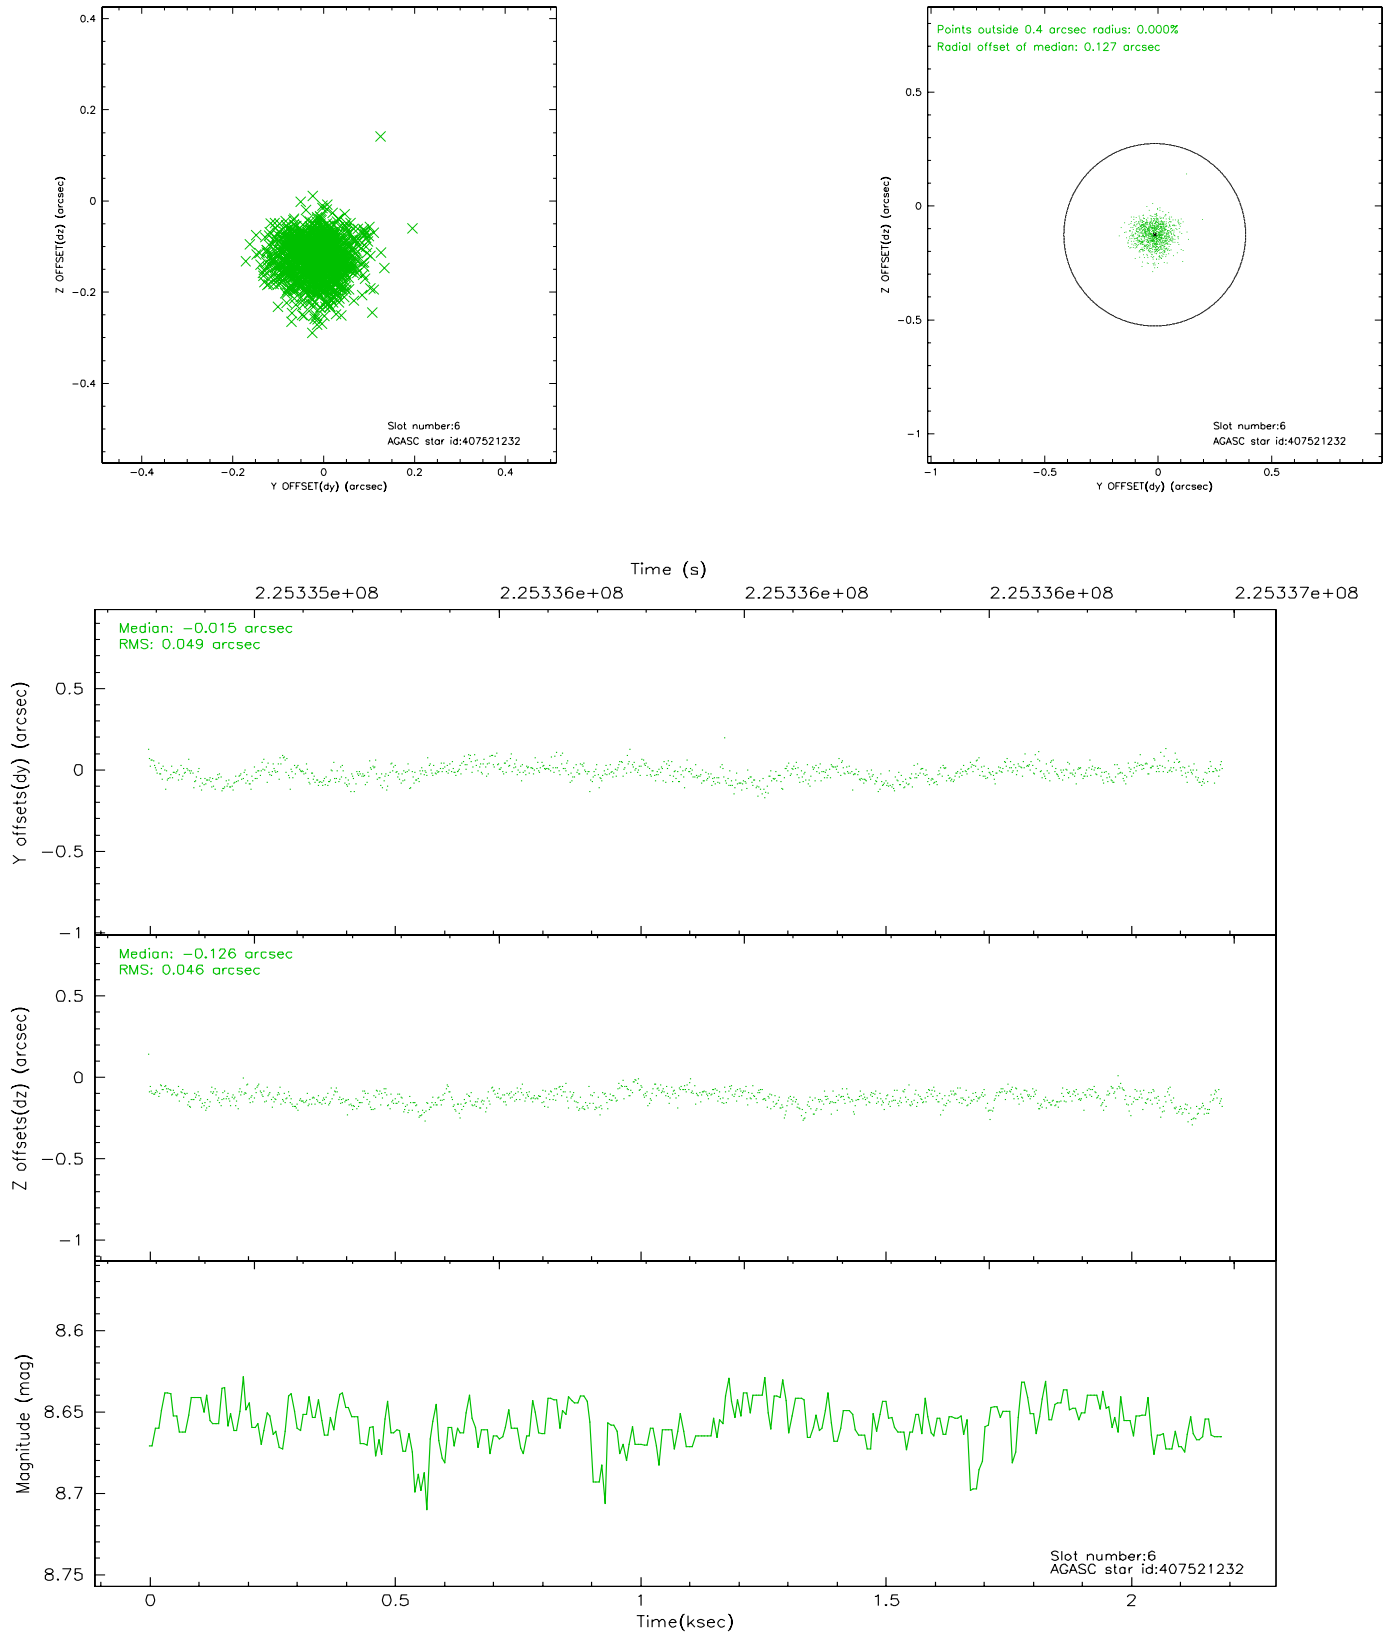 0.4
0.2
0
−0.2
−0.4
Z OFFSET(dz) (arcsec)
Slot number:6
AGASC star id:407521232
−0.4
−0.2
0
0.2
0.4
Y OFFSET(dy) (arcsec)
Points outside 0.4 arcsec radius: 0.000%
Radial offset of median: 0.127 arcsec
0.5
0
−0.5
−1
Z OFFSET(dz) (arcsec)
Slot number:6
AGASC star id:407521232
−1
−0.5
0
0.5
Y OFFSET(dy) (arcsec)
Time (s)
2.25335e+08
2.25336e+08
2.25336e+08
2.25336e+08
2.25337e+08
Median: −0.015 arcsec
RMS: 0.049 arcsec
0.5
0
−0.5
−1
Y offsets(dy) (arcsec)
Median: −0.126 arcsec
RMS: 0.046 arcsec
0.5
0
−0.5
−1
Z offsets(dz) (arcsec)
8.6
8.65
8.7
8.75
Magnitude (mag)
Slot number:6
AGASC star id:407521232
0
0.5
1
1.5
2
Time(ksec)